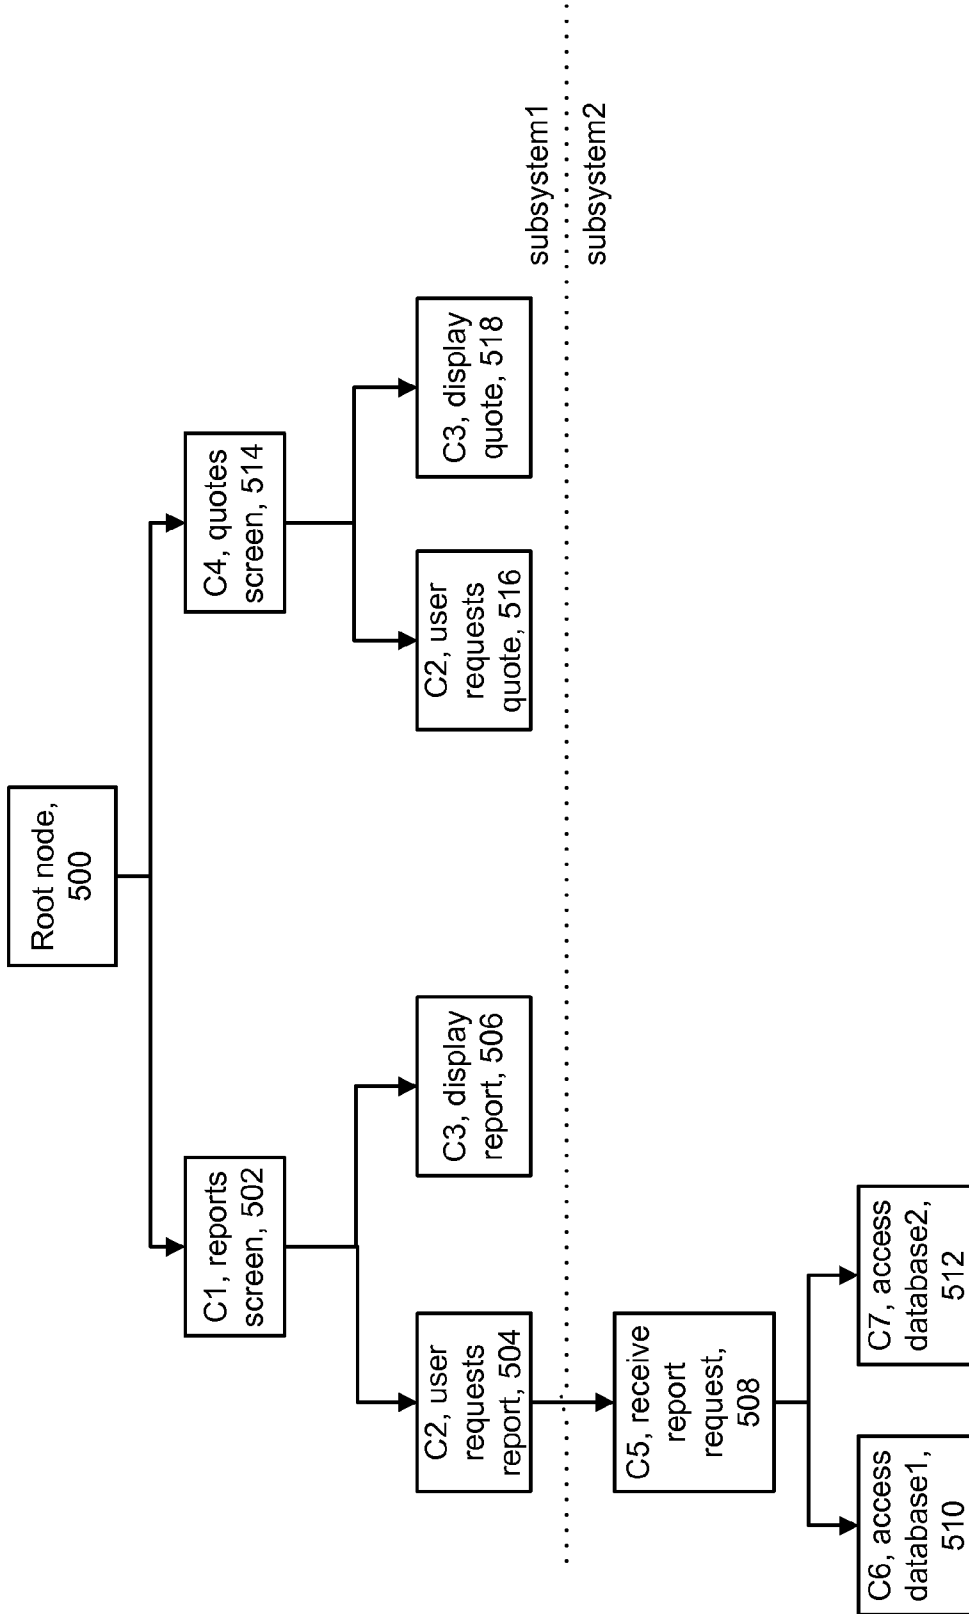 Root node,
500
C1, reports
screen, 502
C4, quotes
screen, 514
C2, user
requests
report, 504
C3, display
report, 506
C2, user
requests
quote, 516
C3, display
quote, 518
subsystem1
subsystem2
C5, receive
report
request,
508
C6, access
database1,
510
C7, access
database2,
512